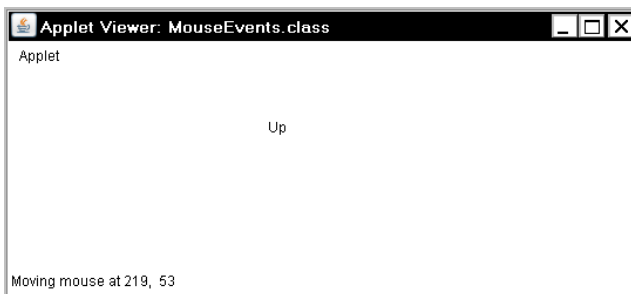 Applet Viewer: MouseEvents.class
Applet
Up
Moving mouse at 219, 53